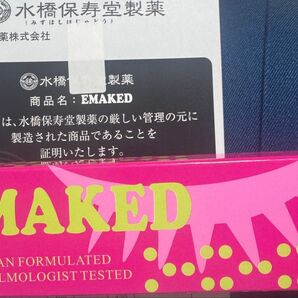 水橋保寿堂製薬
(みずはしほじゅどう)
薬株式会社
水橋保寿堂製薬
商品名：EMAKED
は、水橋保寿堂製薬の厳しい管理の元に
製造された商品であることを
証明いたします。
MAKED
AN FORMULATED
LMOLOGIST TESTED